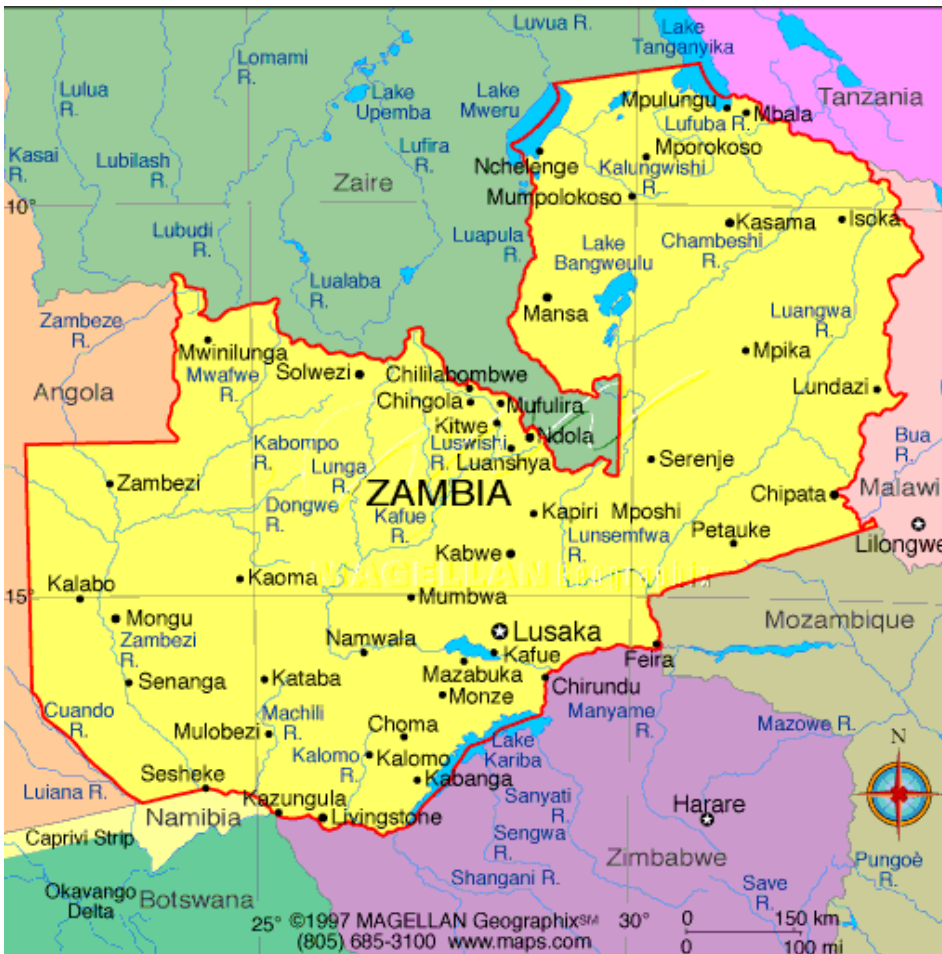 Luvua R.
Lake
Tanganyika
Lomami
R.
Lulua
R.
Lake
Upemba
Lake
Mweru
Tanzania
Mpulungu
Mbala
Lufuba R.
Kasai
R.
Lubilash
R.
Lufira
R.
Mporokoso
Nchelenge
Kalungwishi
R.
Zaire
Mumpolokoso
10°
Lubudi
R.
Luapula
R.
Kasama
Isoka
Chambeshi
R.
Lake
Bangweulu
Lualaba
R.
Mansa
Luangwa
R.
Zambeze
R.
Mwinilunga
Mwafwe
R.
Solwezi
Chililabombwe
Mpika
Angola
Chingola
Mufulira
Lundazi
Kitwe
Ndola
Luswishi
R.
Luanshya
Kabompo
R.
Lunga
R.
Bua
R.
Serenje
Zambezi
ZAMBIA
Chipata
Malawi
Dongwe
R.
Kafue
R.
Kapiri Mposhi
Lunsemfwa
R.
Petauke
Lilongwe
Kabwe
Kaoma
MAGELLAN Geographix
Kalabo
15°
Mumbwa
Mongu
Mozambique
Zambezi
R.
Namwala
Lusaka
Kafue
Feira
Senanga
Kataba
Mazabuka
Monze
Chirundu
Cuando
R.
Machili
R.
Manyame
R.
Mazowe R.
N
Mulobezi
Choma
Kalomo
R.
Kalomo
Lake
Kariba
Sesheke
Kabanga
Luiana R.
Kazungula
Livingstone
Sanyati
R.
Harare
Namibia
Caprivi Strip
Sengwa
R.
Zimbabwe
Pungoè
R.
Shangani R.
Save
R.
Okavango
Delta
Botswana
25°
©1997 MAGELLAN Geographix℠
30°
0 150 km
(805) 685-3100 www.maps.com
0 100 mi